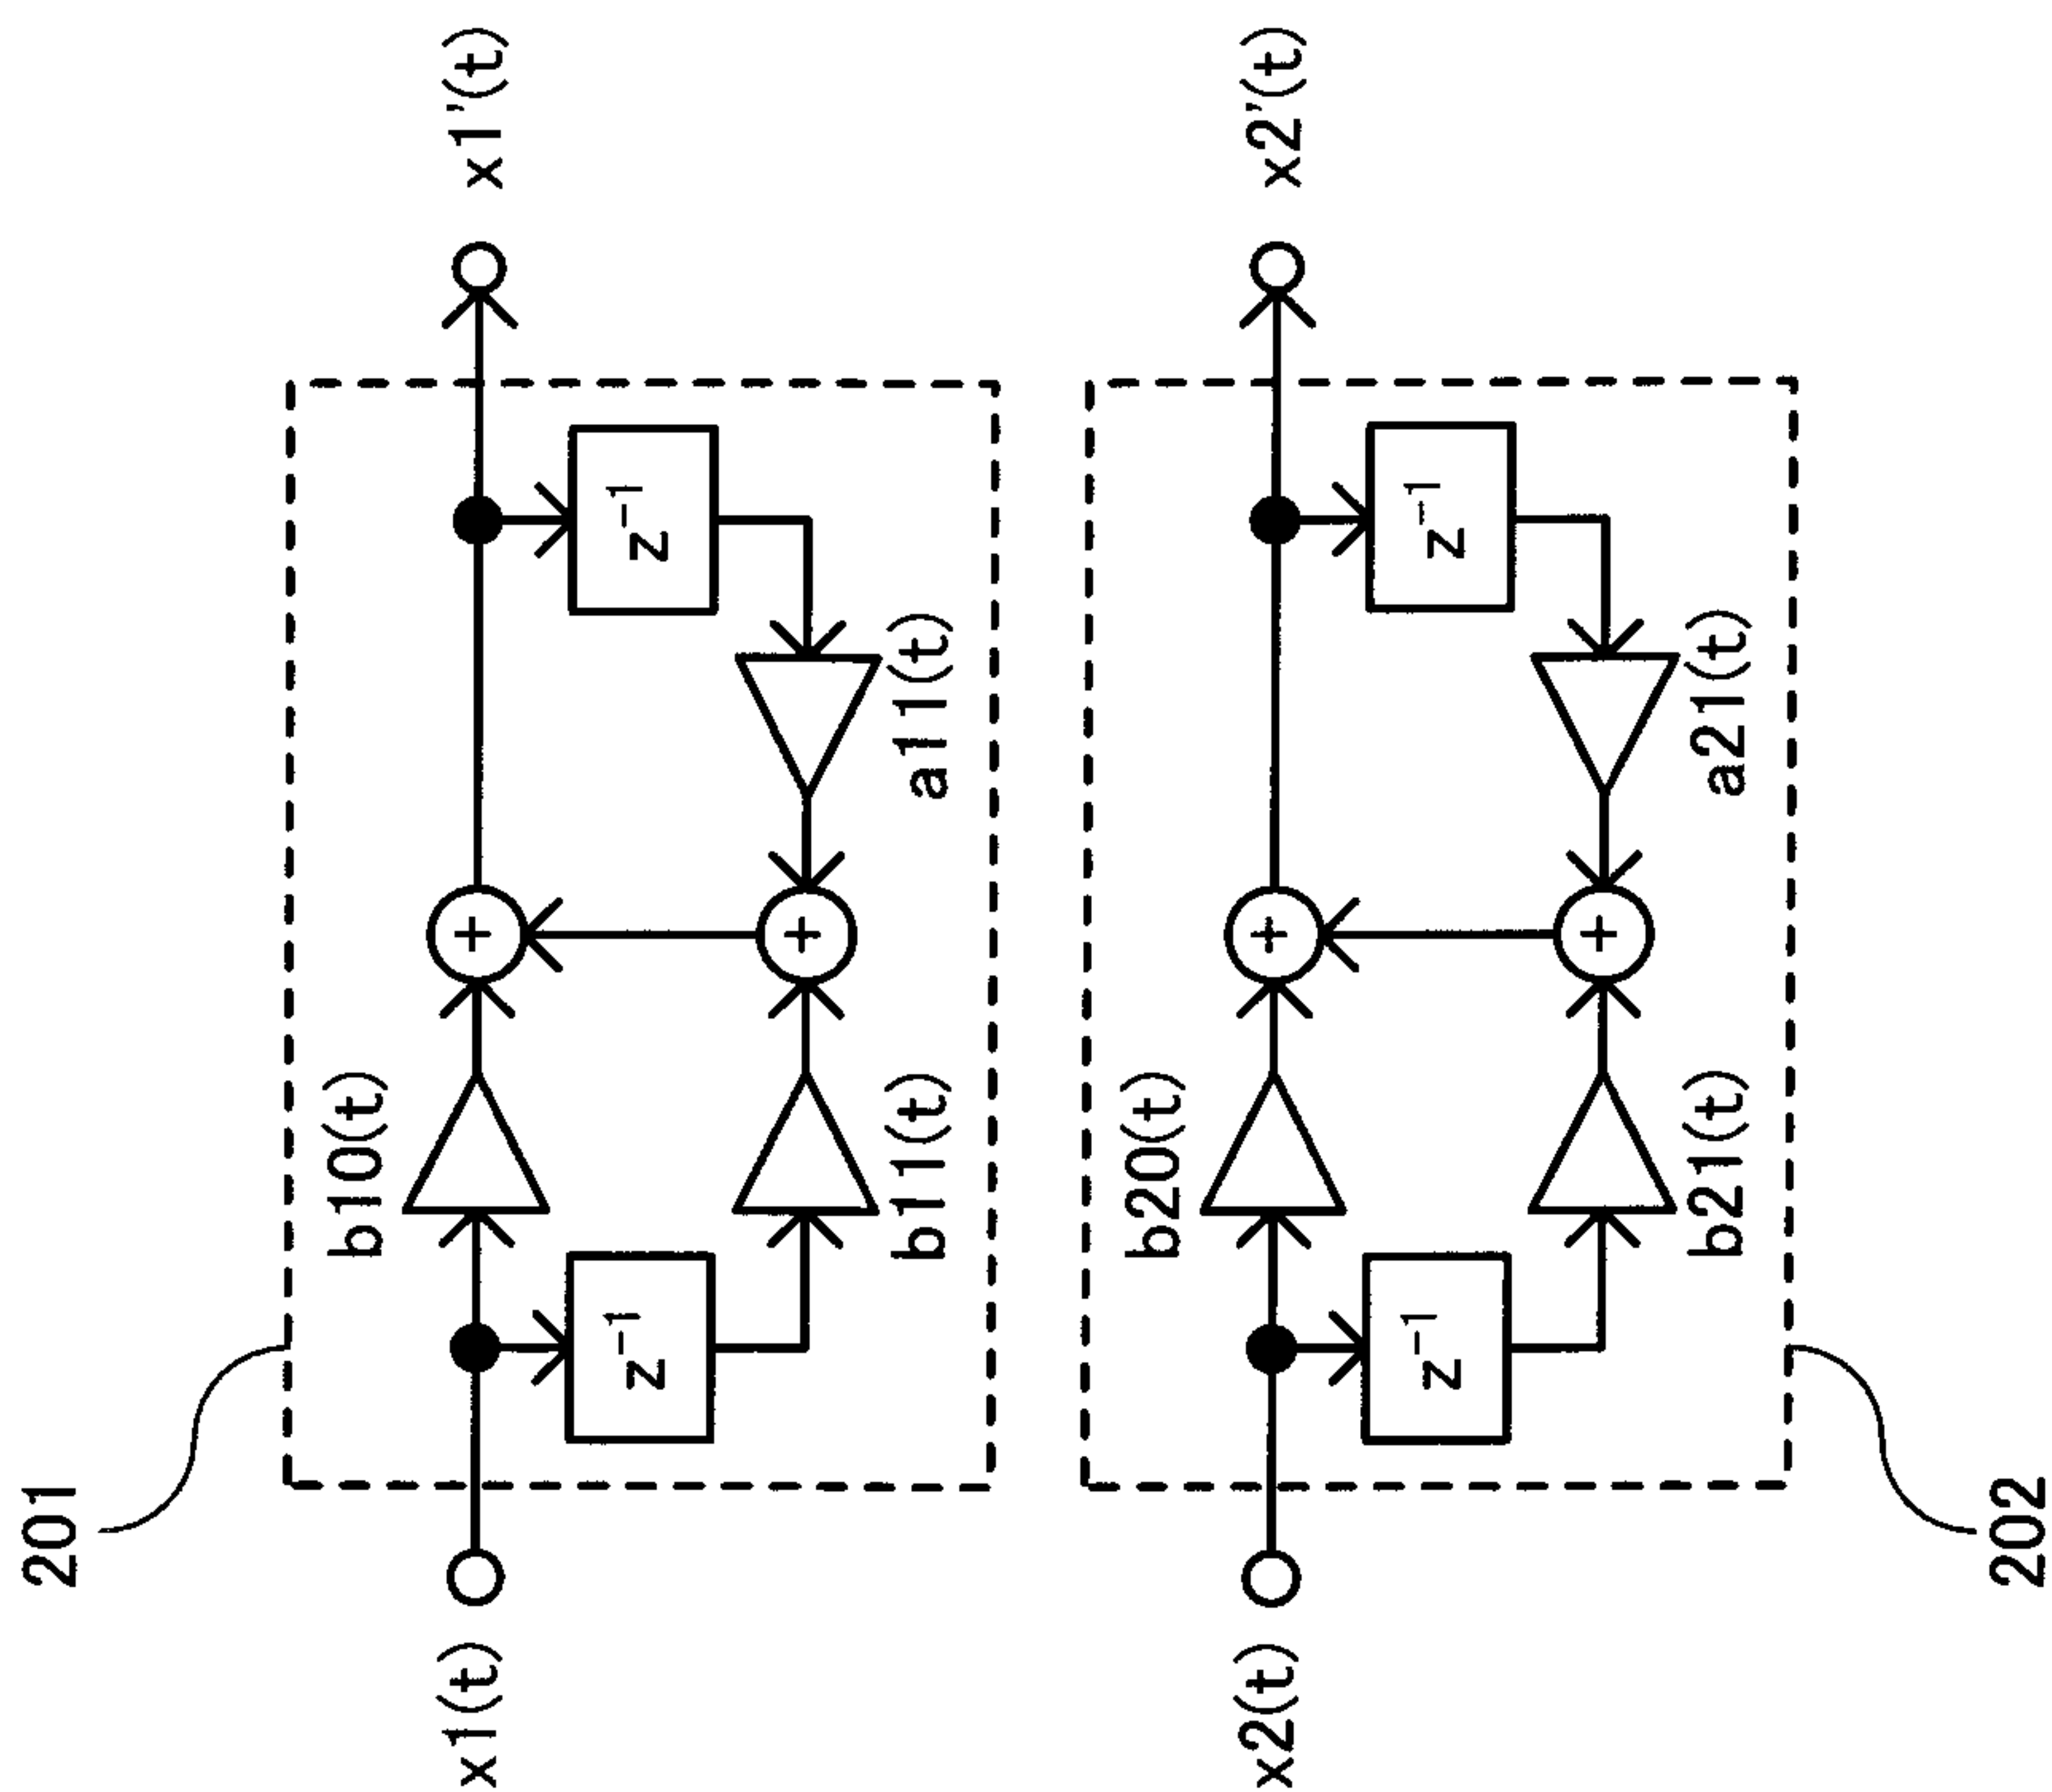 201
x1(t)
b10(t)
+
x1'(t)
z⁻¹
z⁻¹
+
b11(t)
a11(t)
x2(t)
b20(t)
+
x2'(t)
z⁻¹
z⁻¹
+
b21(t)
a21(t)
202